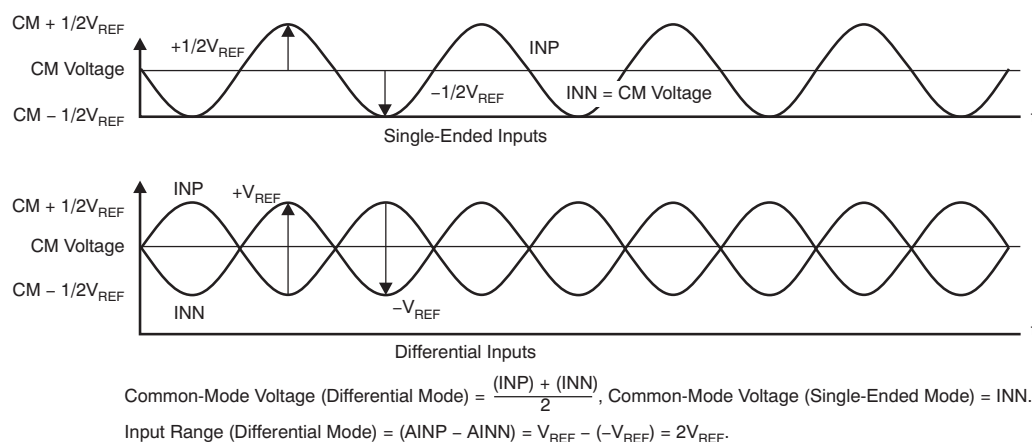 CM + 1/2V_REF
+1/2V_REF
INP
CM Voltage
−1/2V_REF
INN = CM Voltage
CM − 1/2V_REF
Single-Ended Inputs
INP
+V_REF
CM + 1/2V_REF
CM Voltage
CM − 1/2V_REF
INN
−V_REF
Differential Inputs
Common-Mode Voltage (Differential Mode) = (INP) + (INN) / 2, Common-Mode Voltage (Single-Ended Mode) = INN.
Input Range (Differential Mode) = (AINP − AINN) = V_REF − (−V_REF) = 2V_REF.